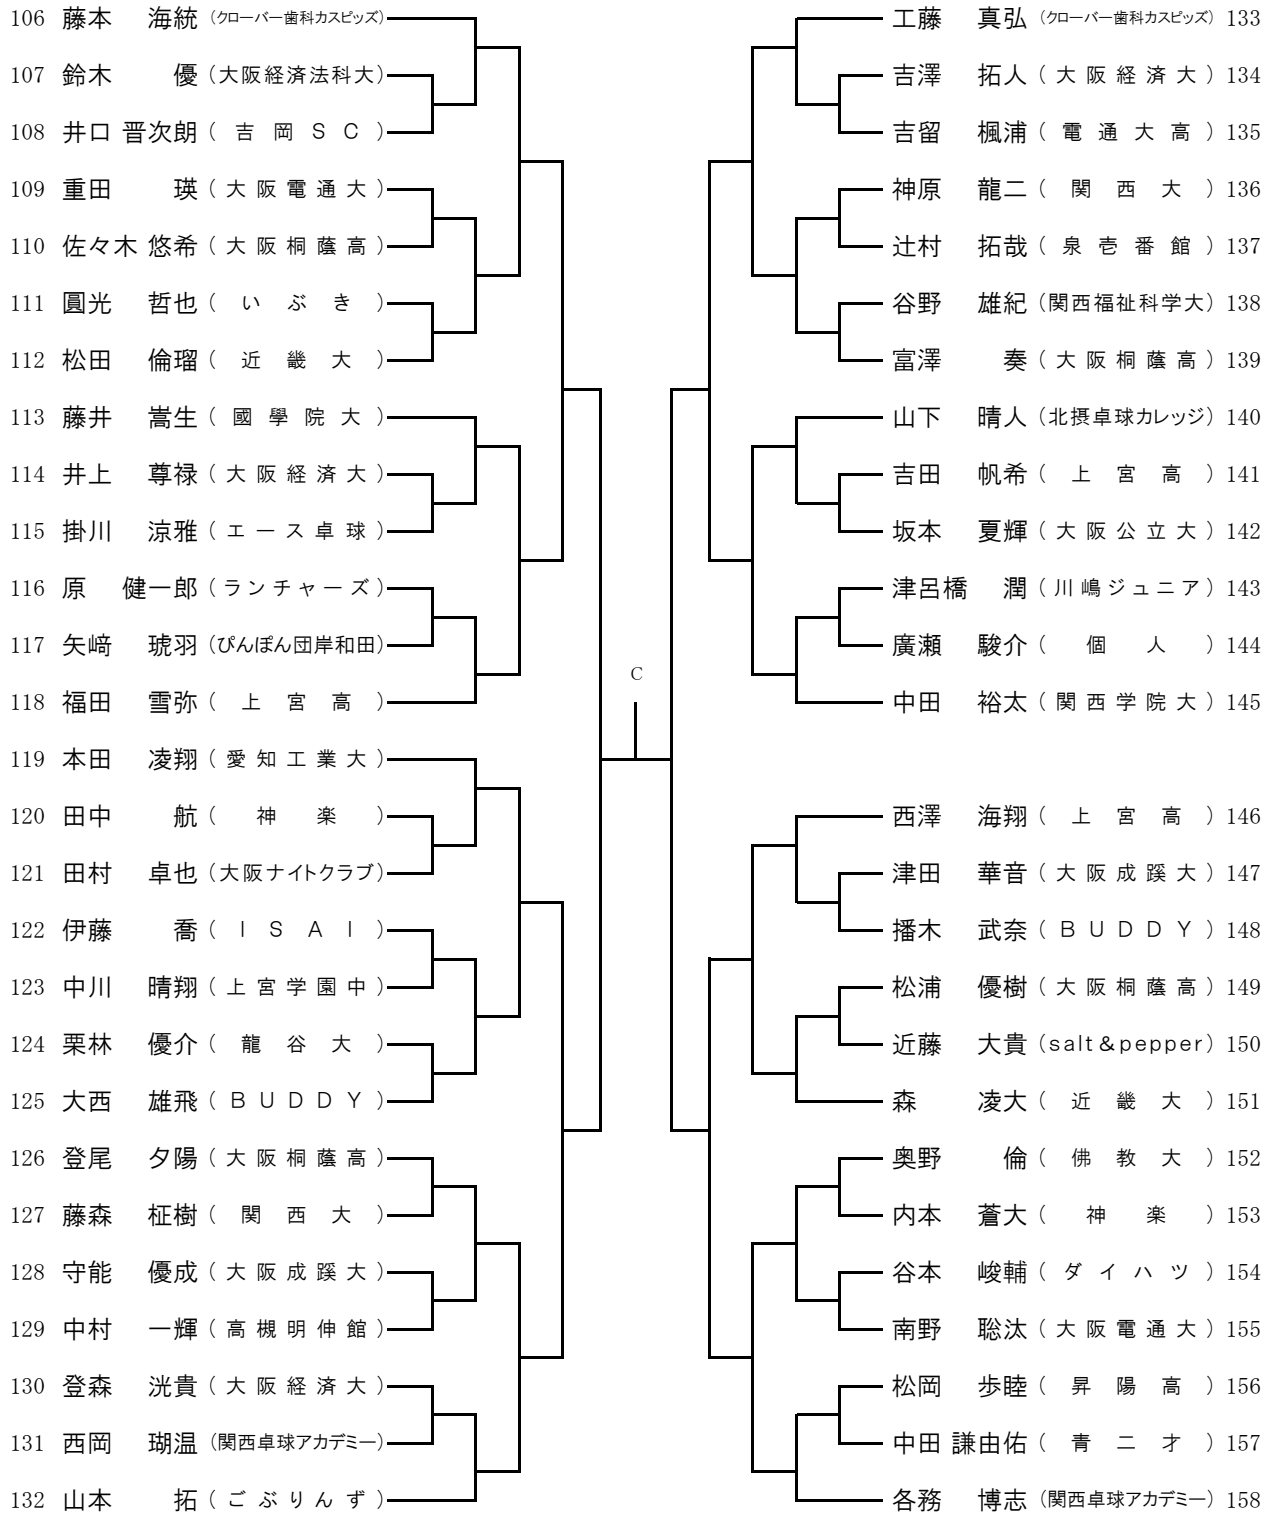 106 藤本 海統 (クローバー歯科カスピッズ)
107 鈴木 優 (大阪経済法科大)
108 井口 晋次朗 (吉岡ＳＣ)
109 重田 瑛 (大阪電通大)
110 佐々木 悠希 (大阪桐蔭高)
111 圓光 哲也 (いぶき)
112 松田 倫瑠 (近畿大)
113 藤井 嵩生 (國學院大)
114 井上 尊禄 (大阪経済大)
115 掛川 涼雅 (エース卓球)
116 原 健一郎 (ランチャーズ)
117 矢﨑 琥羽 (ぴんぽん団岸和田)
118 福田 雪弥 (上宮高)
119 本田 凌翔 (愛知工業大)
120 田中 航 (神楽)
121 田村 卓也 (大阪ナイトクラブ)
122 伊藤 喬 (ＩＳＡＩ)
123 中川 晴翔 (上宮学園中)
124 栗林 優介 (龍谷大)
125 大西 雄飛 (ＢＵＤＤＹ)
126 登尾 夕陽 (大阪桐蔭高)
127 藤森 柾樹 (関西大)
128 守能 優成 (大阪成蹊大)
129 中村 一輝 (高槻明伸館)
130 登森 洸貴 (大阪経済大)
131 西岡 瑚温 (関西卓球アカデミー)
132 山本 拓 (ごぶりんず)
C
工藤 真弘 (クローバー歯科カスピッズ) 133
吉澤 拓人 (大阪経済大) 134
吉留 楓浦 (電通大高) 135
神原 龍二 (関西大) 136
辻村 拓哉 (泉壱番館) 137
谷野 雄紀 (関西福祉科学大) 138
富澤 奏 (大阪桐蔭高) 139
山下 晴人 (北摂卓球カレッジ) 140
吉田 帆希 (上宮高) 141
坂本 夏輝 (大阪公立大) 142
津呂橋 潤 (川嶋ジュニア) 143
廣瀬 駿介 (個人) 144
中田 裕太 (関西学院大) 145
西澤 海翔 (上宮高) 146
津田 華音 (大阪成蹊大) 147
播木 武奈 (ＢＵＤＤＹ) 148
松浦 優樹 (大阪桐蔭高) 149
近藤 大貴 (salt&pepper) 150
森 凌大 (近畿大) 151
奥野 倫 (佛教大) 152
内本 蒼大 (神楽) 153
谷本 峻輔 (ダイハツ) 154
南野 聡汰 (大阪電通大) 155
松岡 歩睦 (昇陽高) 156
中田 謙由佑 (青二才) 157
各務 博志 (関西卓球アカデミー) 158